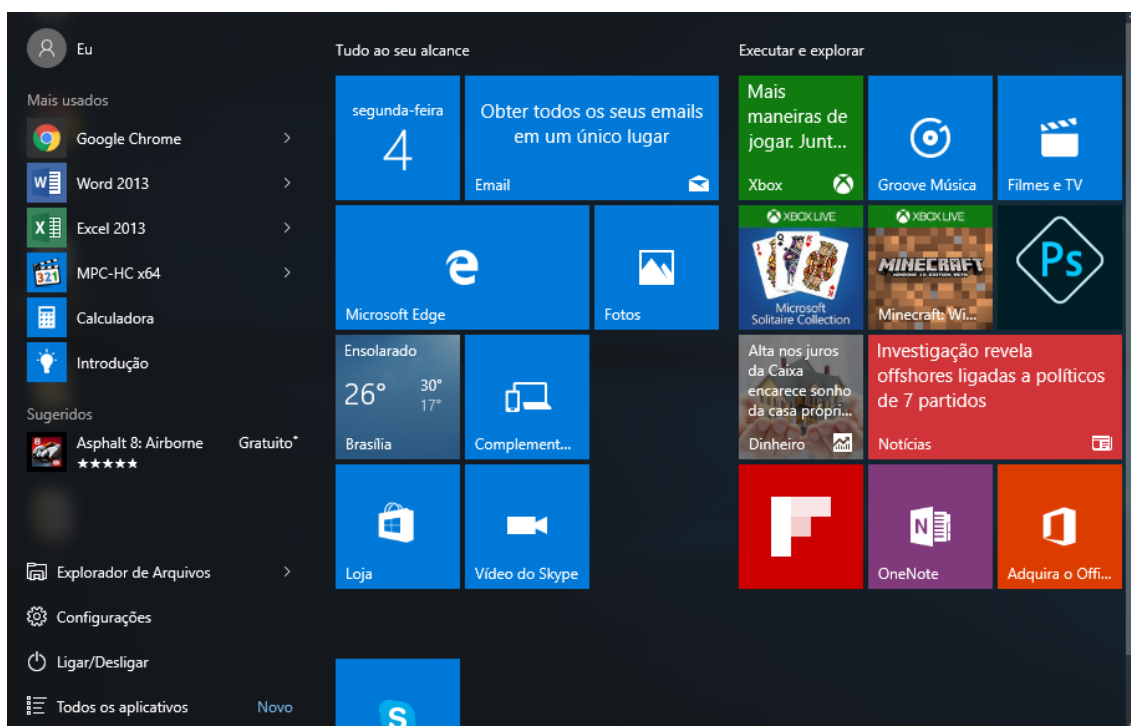 Eu
Mais usados
Google Chrome
Word 2013
Excel 2013
MPC-HC x64
Calculadora
Introdução
Sugeridos
Asphalt 8: Airborne Gratuito*
Explorador de Arquivos
Configurações
Ligar/Desligar
Todos os aplicativos Novo
Tudo ao seu alcance
segunda-feira
4
Obter todos os seus emails
em um único lugar
Email
Microsoft Edge
Fotos
Ensolarado
26° 30°
17°
Brasília
Complement...
Loja
Vídeo do Skype
Executar e explorar
Mais
maneiras de
jogar. Junt...
Xbox
Groove Música
Filmes e TV
XBOX LIVE
Microsoft
Solitaire Collection
XBOX LIVE
MINECRAFT
Minecraft: Wi...
Ps
Alta nos juros
da Caixa
encarece sonho
da casa própri...
Dinheiro
Investigação revela
offshores ligadas a políticos
de 7 partidos
Notícias
OneNote
Adquira o Offi...